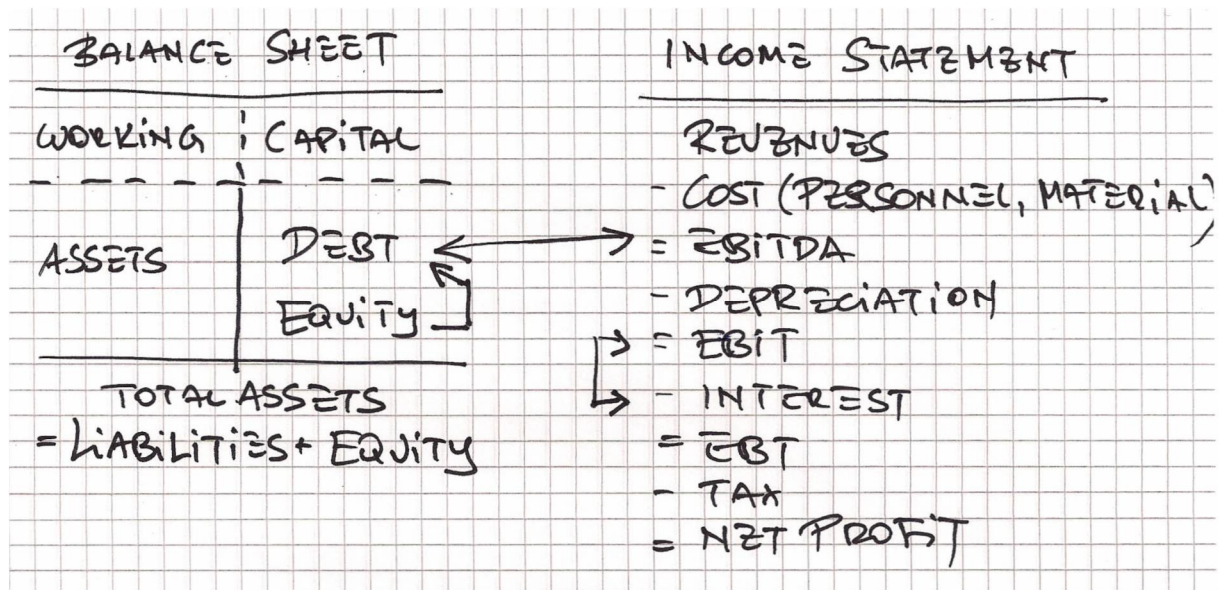 BALANCE SHEET
WORKING CAPITAL
ASSETS
DEBT
EQUiTy
TOTAL ASSETS
= LiABiLiTiES + EQUiTy
INCOME STATEMENT
REVENUES
- COST (PERSONNEL, MATERiAL)
= EBiTDA
- DEPRECiATiON
= EBiT
- INTEREST
= EBT
- TAX
= NET PROFiT